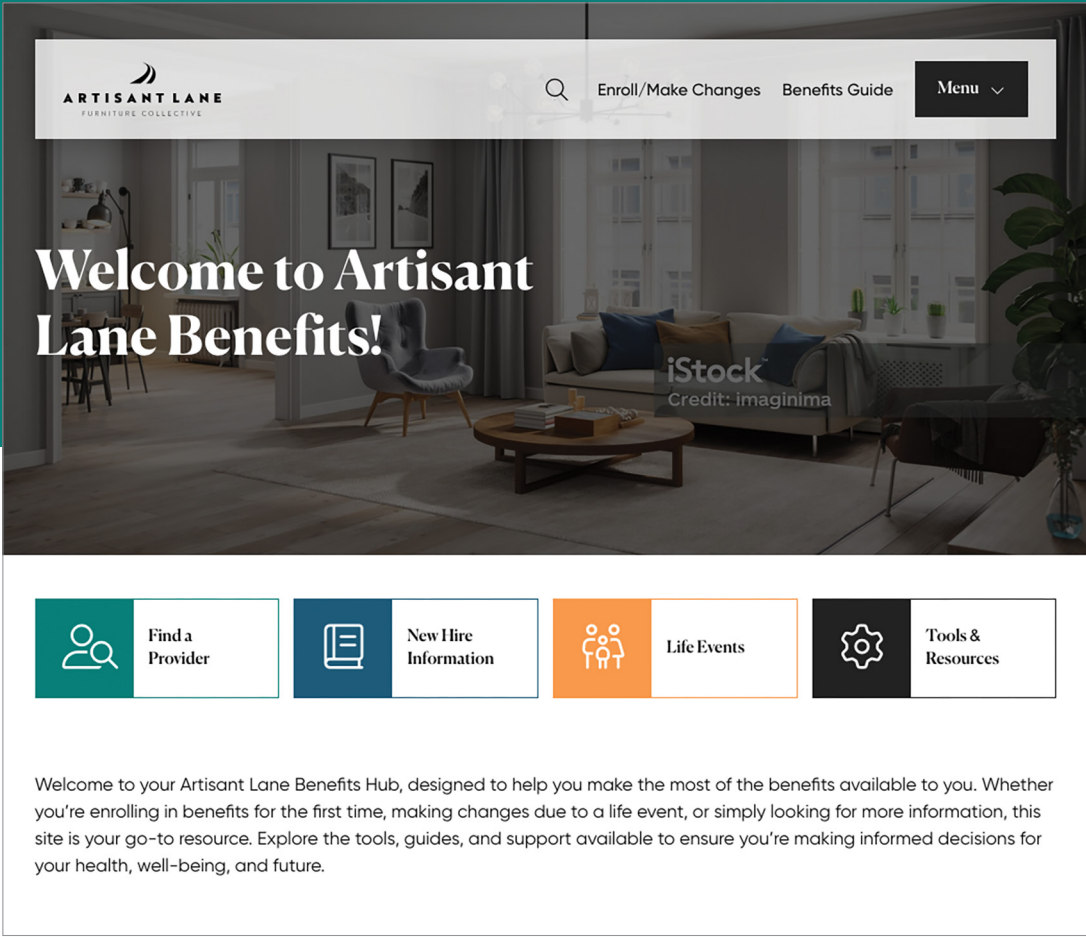 ARTISANT LANE
FURNITURE COLLECTIVE
Enroll/Make Changes
Benefits Guide
Menu
Welcome to Artisant
Lane Benefits!
iStock™
Credit: imaginima
Find a
Provider
New Hire
Information
Life Events
Tools &
Resources
Welcome to your Artisant Lane Benefits Hub, designed to help you make the most of the benefits available to you. Whether
you’re enrolling in benefits for the first time, making changes due to a life event, or simply looking for more information, this
site is your go-to resource. Explore the tools, guides, and support available to ensure you’re making informed decisions for
your health, well-being, and future.